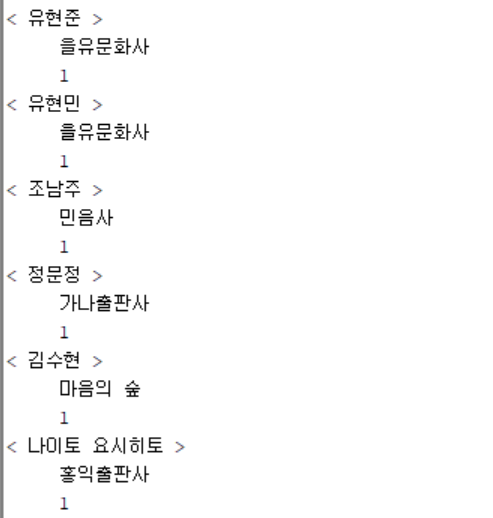 < 유현준 >
을유문화사
1
< 유현민 >
을유문화사
1
< 조남주 >
민음사
1
< 정문정 >
가나출판사
1
< 김수현 >
마음의 숲
1
< 나이토 요시히토 >
홍익출판사
1